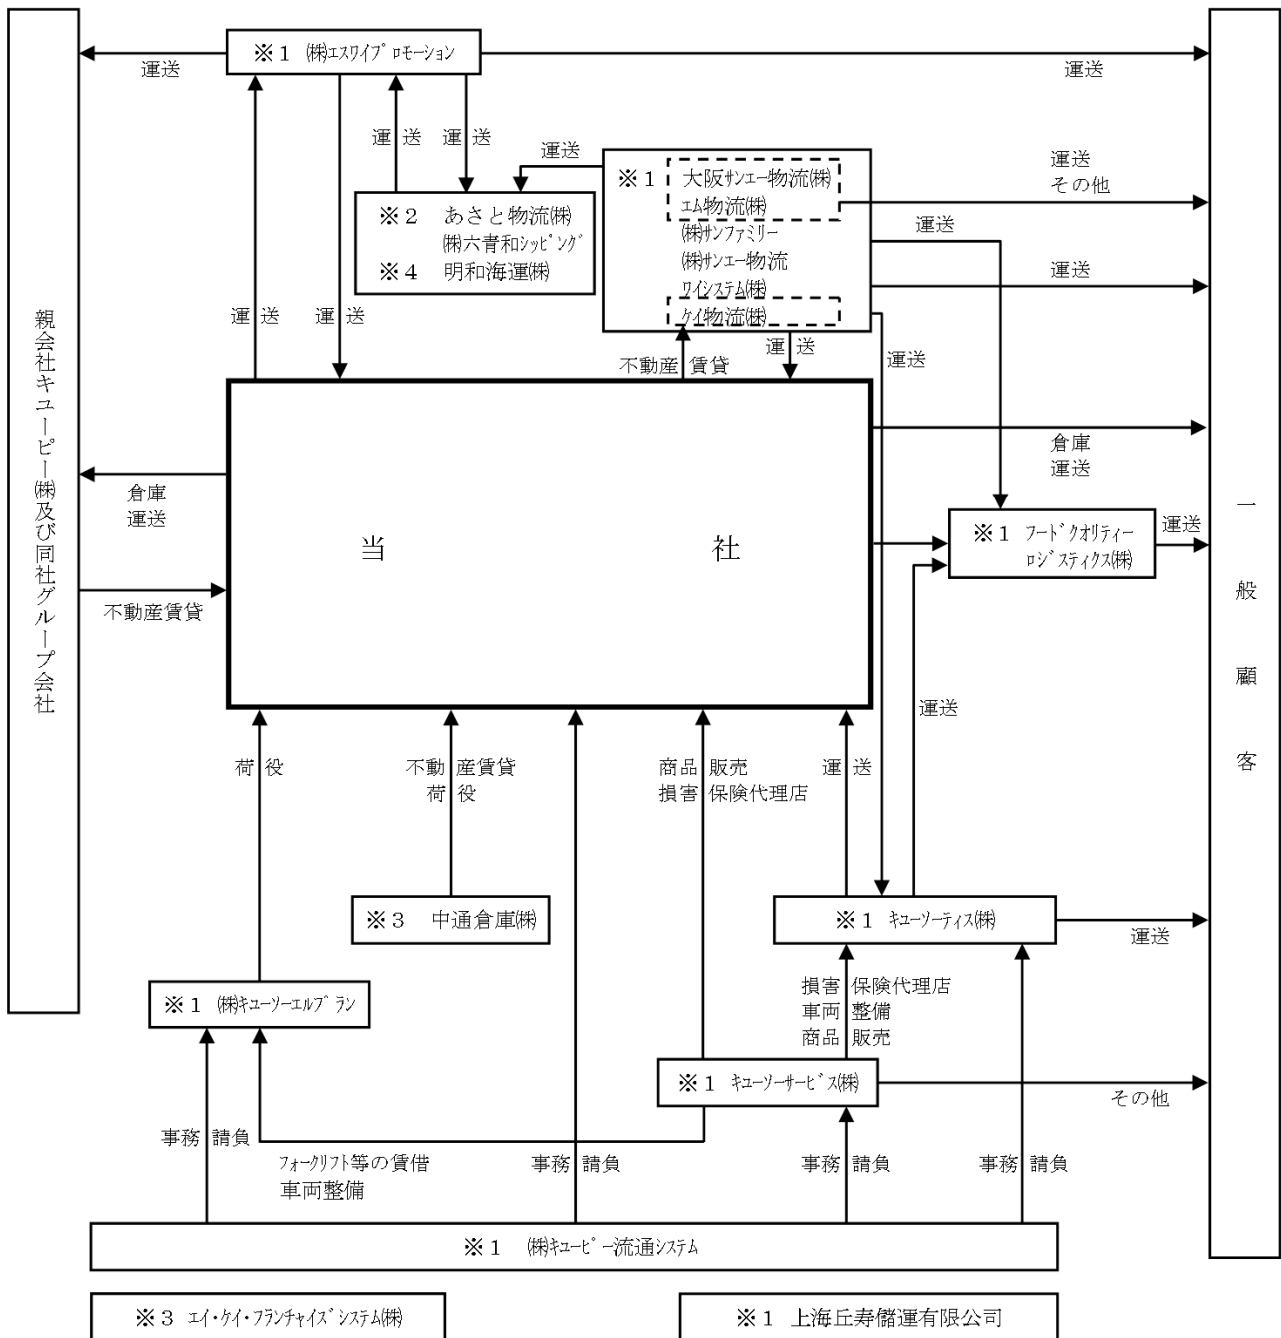 ※１ ㈱エスワイプロモーション
運送
運送
運送
運送
運送
運送
その他
※１ 大阪サンエー物流㈱
エム物流㈱
㈱サンファミリー
㈱サンエー物流
ワイシステム㈱
ケイ物流㈱
※２ あさと物流㈱
㈱六青和シッピング
※４ 明和海運㈱
運送
運送
運送
運送
運送
運送
不動産賃貸
親会社キユーピー㈱及び同社グループ会社
一般顧客
倉庫
運送
倉庫
運送
不動産賃貸
当社
※１ フードクオリティー
ロジスティクス㈱
運送
運送
荷役
不動産賃貸
荷役
商品販売
損害保険代理店
運送
※３ 中通倉庫㈱
※１ キユーソーティス㈱
運送
※１ ㈱キユーソーエルプラン
損害保険代理店
車両整備
商品販売
※１ キユーソーサービス㈱
その他
事務請負
フォークリフト等の賃借
車両整備
事務請負
事務請負
事務請負
※１ ㈱キユーピー流通システム
※３ エイ・ケイ・フランチャイズシステム㈱
※１ 上海丘寿儲運有限公司